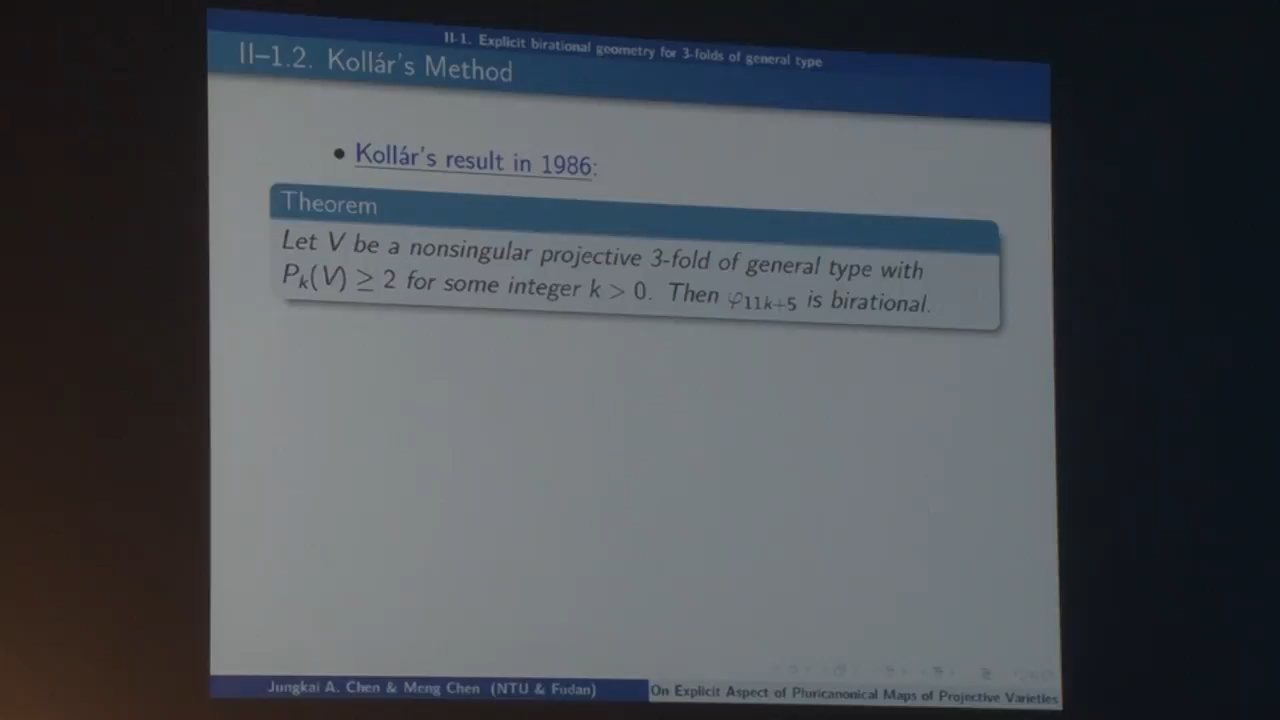 II-1. Explicit birational geometry for 3-folds of general type
II–1.2. Kollár's Method
• Kollár's result in 1986:
Theorem
Let V be a nonsingular projective 3-fold of general type with
P_k(V) ≥ 2 for some integer k > 0. Then φ_{11k+5} is birational.
Jungkai A. Chen & Meng Chen (NTU & Fudan)
On Explicit Aspect of Pluricanonical Maps of Projective Varieties